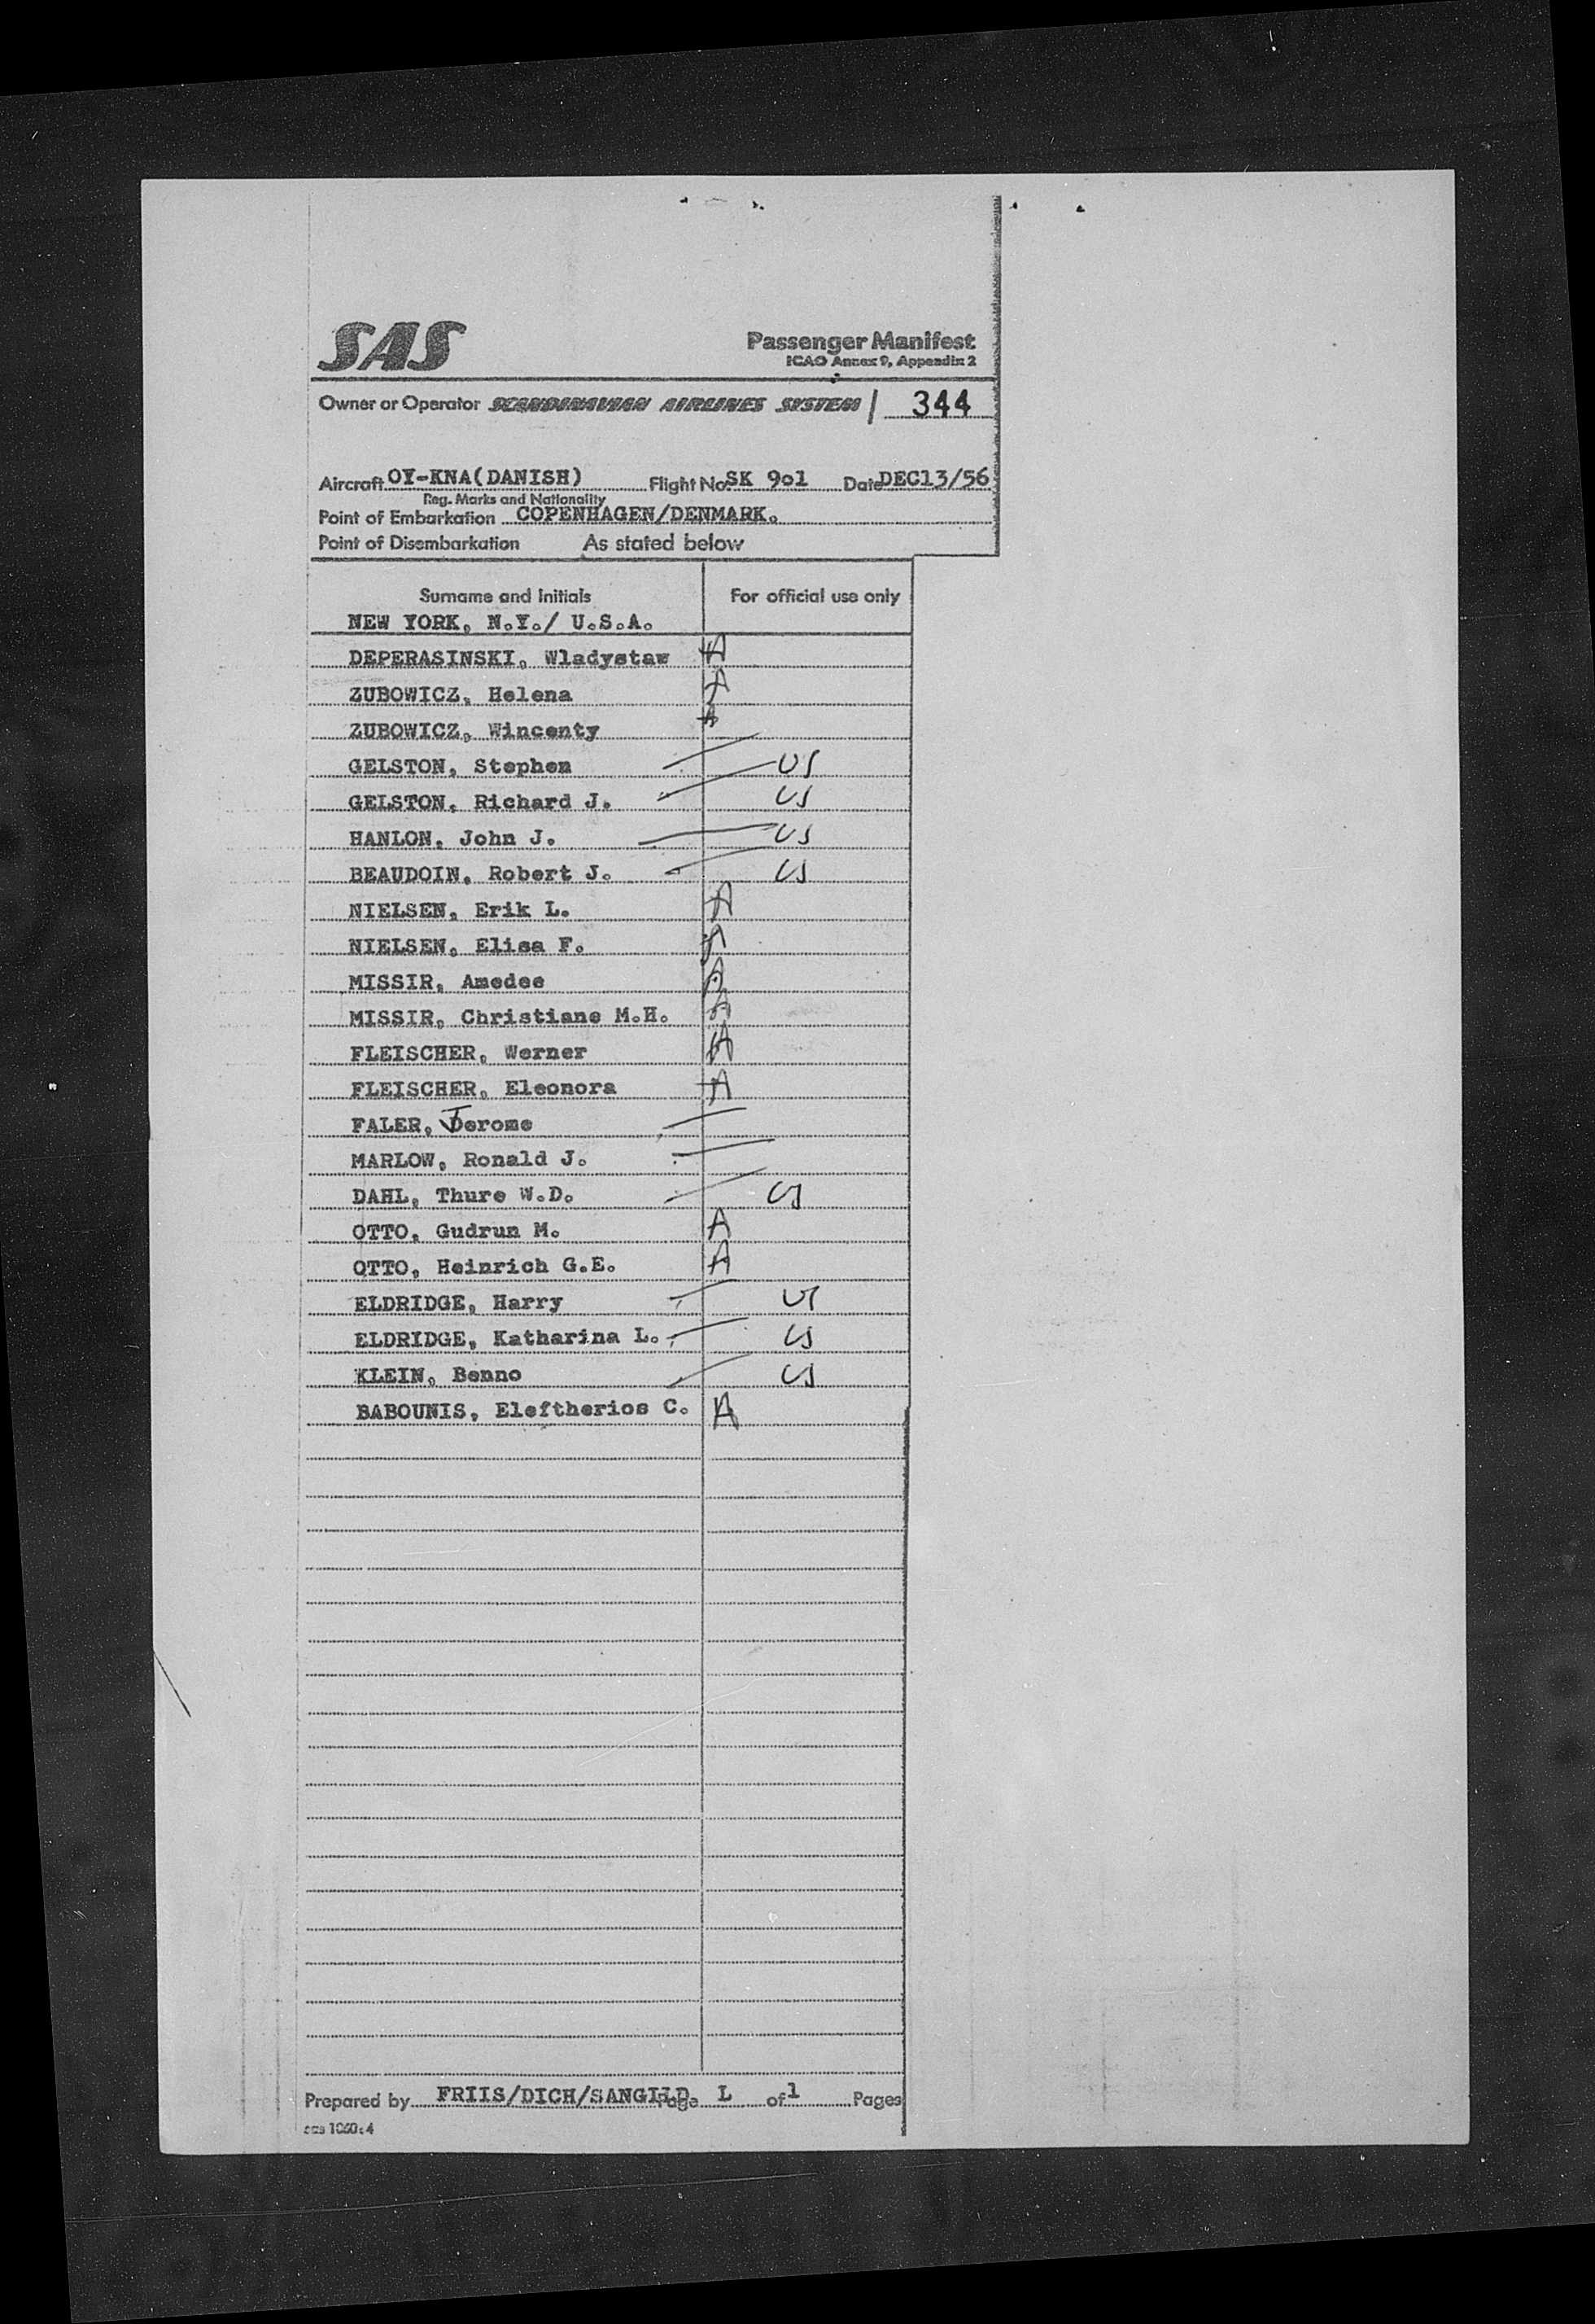 SAS
Passenger Manifest
ICAO Annex 9, Appendix 2
Owner or Operator SCANDINAVIAN AIRLINES SYSTEM / 344
Aircraft OY-KNA(DANISH) Flight No. SK 901 Date DEC13/56
Reg. Marks and Nationality
Point of Embarkation COPENHAGEN/DENMARK.
Point of Disembarkation As stated below
Surname and Initials For official use only
NEW YORK, N.Y./ U.S.A.
DEPERASINSKI, Wladystaw A
ZUBOWICZ, Helena A
ZUBOWICZ, Wincenty A
GELSTON, Stephen US
GELSTON, Richard J. US
HANLON, John J. US
BEAUDOIN, Robert J. US
NIELSEN, Erik L. A
NIELSEN, Elisa F. A
MISSIR, Amedee A
MISSIR, Christiane M.H. A
FLEISCHER, Werner A
FLEISCHER, Eleonora A
FALER, Jerome
MARLOW, Ronald J.
DAHL, Thure W.D. US
OTTO, Gudrun M. A
OTTO, Heinrich G.E. A
ELDRIDGE, Harry US
ELDRIDGE, Katharina L. US
KLEIN, Benno US
BABOUNIS, Eleftherios C. A
Prepared by FRIIS/DICH/SANGILD Page L of 1 Pages
sas 1060:4